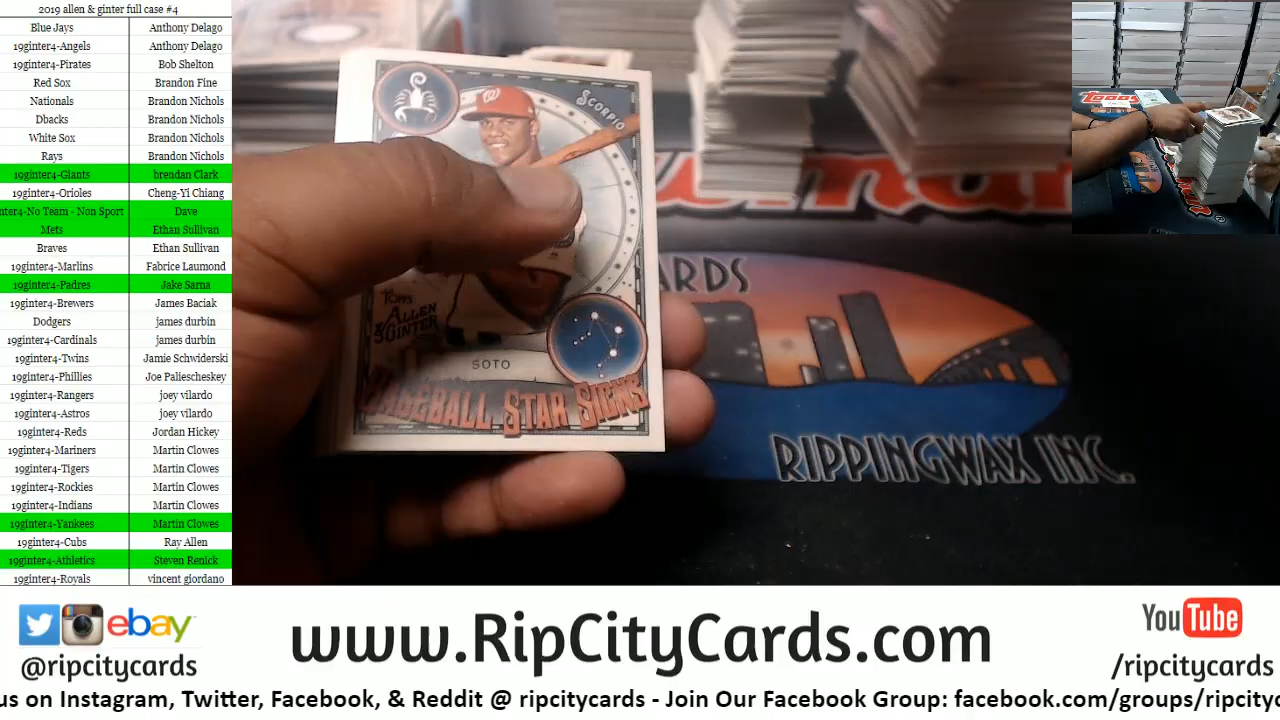 2019 allen & ginter full case #4
Blue Jays Anthony Delago
19ginter4-Angels Anthony Delago
19ginter4-Pirates Bob Shelton
Red Sox Brandon Fine
Nationals Brandon Nichols
Dbacks Brandon Nichols
White Sox Brandon Nichols
Rays Brandon Nichols
19ginter4-Giants brendan Clark
19ginter4-Orioles Cheng-Yi Chiang
nter4-No Team - Non Sport Dave
Mets Ethan Sullivan
Braves Ethan Sullivan
19ginter4-Marlins Fabrice Laumond
19ginter4-Padres Jake Sarna
19ginter4-Brewers James Baciak
Dodgers james durbin
19ginter4-Cardinals james durbin
19ginter4-Twins Jamie Schwiderski
19ginter4-Phillies Joe Paliescheskey
19ginter4-Rangers joey vilardo
19ginter4-Astros joey vilardo
19ginter4-Reds Jordan Hickey
19ginter4-Mariners Martin Clowes
19ginter4-Tigers Martin Clowes
19ginter4-Rockies Martin Clowes
19ginter4-Indians Martin Clowes
19ginter4-Yankees Martin Clowes
19ginter4-Cubs Ray Allen
19ginter4-Athletics Steven Renick
19ginter4-Royals vincent giordano
SCORPIO
TOPPS
ALLEN & GINTER
SOTO
BASEBALL STAR SIGNS
ARDS
RIPPINGWAX INC.
ebay
@ripcitycards
www.RipCityCards.com
YouTube
/ripcitycards
us on Instagram, Twitter, Facebook, & Reddit @ ripcitycards - Join Our Facebook Group: facebook.com/groups/ripcityc